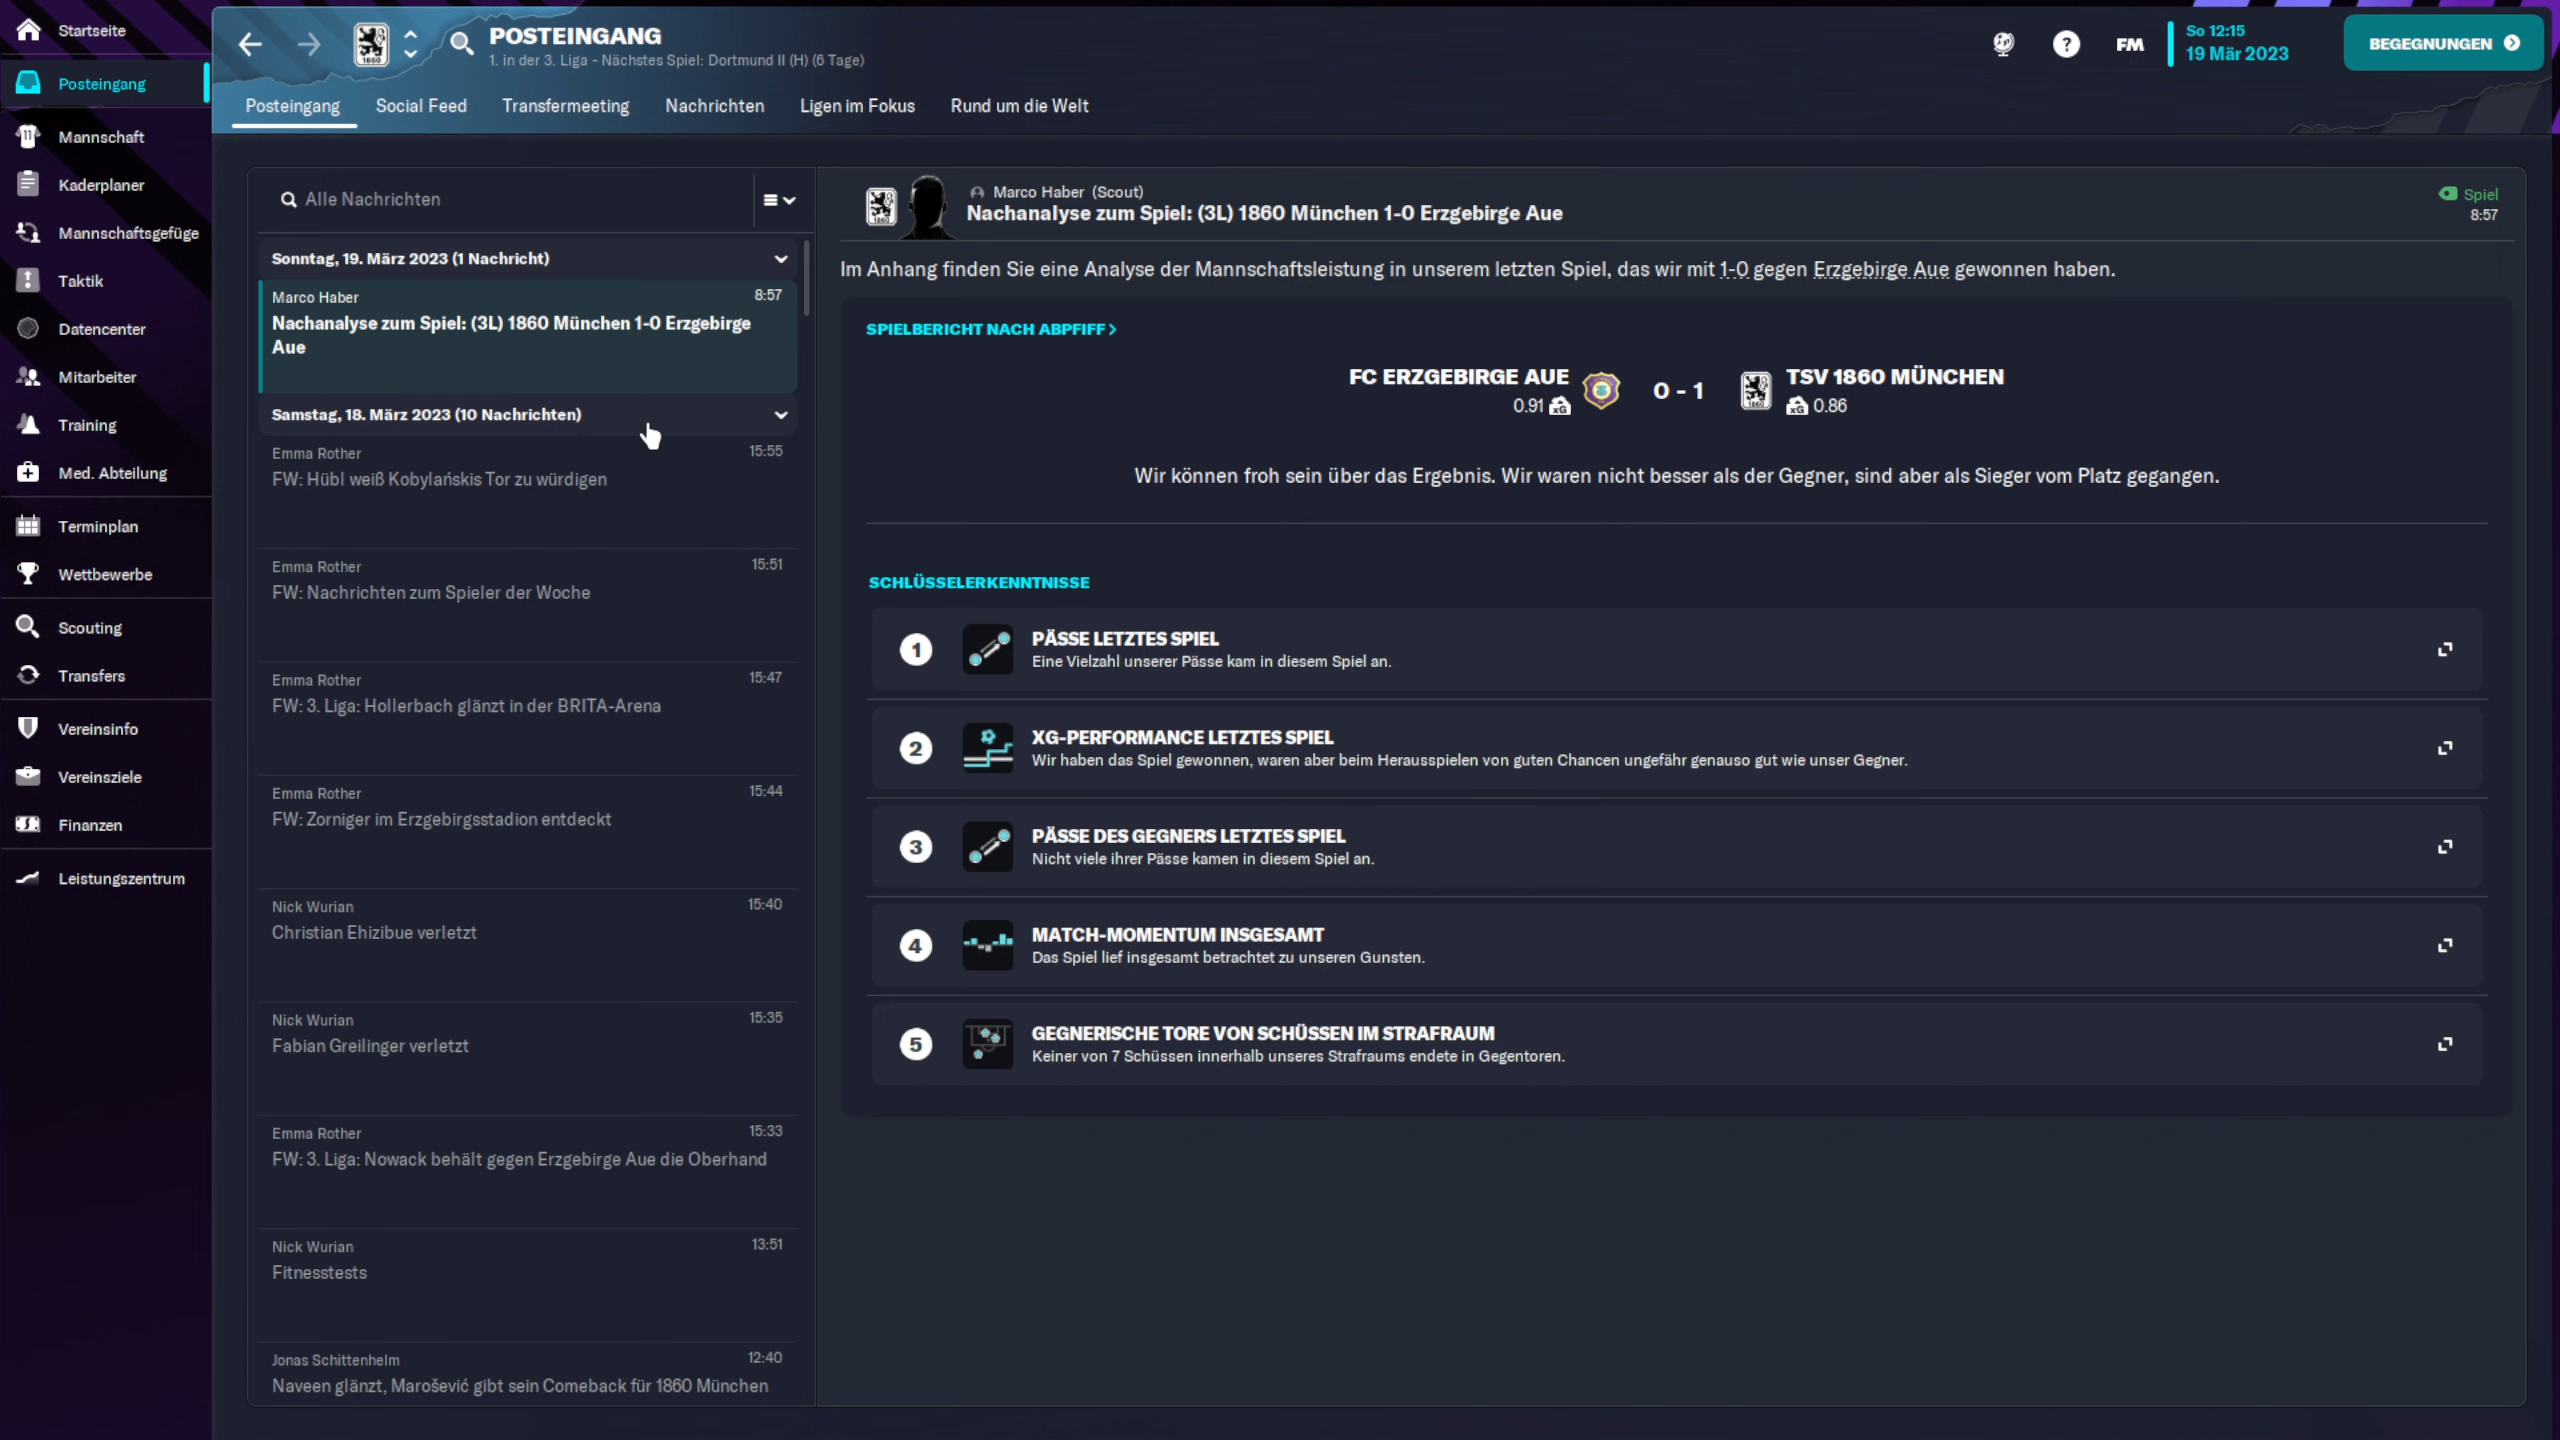 Startseite
Posteingang
Mannschaft
Kaderplaner
Mannschaftsgefüge
Taktik
Datencenter
Mitarbeiter
Training
Med. Abteilung
Terminplan
Wettbewerbe
Scouting
Transfers
Vereinsinfo
Vereinsziele
Finanzen
Leistungszentrum
POSTEINGANG
1. in der 3. Liga - Nächstes Spiel: Dortmund II (H) (6 Tage)
FM
So 12:15
19 Mär 2023
BEGEGNUNGEN
Posteingang Social Feed Transfermeeting Nachrichten Ligen im Fokus Rund um die Welt
Alle Nachrichten
Sonntag, 19. März 2023 (1 Nachricht)
Marco Haber 8:57
Nachanalyse zum Spiel: (3L) 1860 München 1-0 Erzgebirge
Aue
Samstag, 18. März 2023 (10 Nachrichten)
Emma Rother 15:55
FW: Hübl weiß Kobylańskis Tor zu würdigen
Emma Rother 15:51
FW: Nachrichten zum Spieler der Woche
Emma Rother 15:47
FW: 3. Liga: Hollerbach glänzt in der BRITA-Arena
Emma Rother 15:44
FW: Zorniger im Erzgebirgsstadion entdeckt
Nick Wurian 15:40
Christian Ehizibue verletzt
Nick Wurian 15:35
Fabian Greilinger verletzt
Emma Rother 15:33
FW: 3. Liga: Nowack behält gegen Erzgebirge Aue die Oberhand
Nick Wurian 13:51
Fitnesstests
Jonas Schittenhelm 12:40
Naveen glänzt, Marošević gibt sein Comeback für 1860 München
Marco Haber (Scout)
Nachanalyse zum Spiel: (3L) 1860 München 1-0 Erzgebirge Aue
Spiel
8:57
Im Anhang finden Sie eine Analyse der Mannschaftsleistung in unserem letzten Spiel, das wir mit 1-0 gegen Erzgebirge Aue gewonnen haben.
SPIELBERICHT NACH ABPFIFF >
FC ERZGEBIRGE AUE 0 - 1 TSV 1860 MÜNCHEN
0.91 xG xG 0.86
Wir können froh sein über das Ergebnis. Wir waren nicht besser als der Gegner, sind aber als Sieger vom Platz gegangen.
SCHLÜSSELERKENNTNISSE
1 PÄSSE LETZTES SPIEL
Eine Vielzahl unserer Pässe kam in diesem Spiel an.
2 XG-PERFORMANCE LETZTES SPIEL
Wir haben das Spiel gewonnen, waren aber beim Herausspielen von guten Chancen ungefähr genauso gut wie unser Gegner.
3 PÄSSE DES GEGNERS LETZTES SPIEL
Nicht viele ihrer Pässe kamen in diesem Spiel an.
4 MATCH-MOMENTUM INSGESAMT
Das Spiel lief insgesamt betrachtet zu unseren Gunsten.
5 GEGNERISCHE TORE VON SCHÜSSEN IM STRAFRAUM
Keiner von 7 Schüssen innerhalb unseres Strafraums endete in Gegentoren.